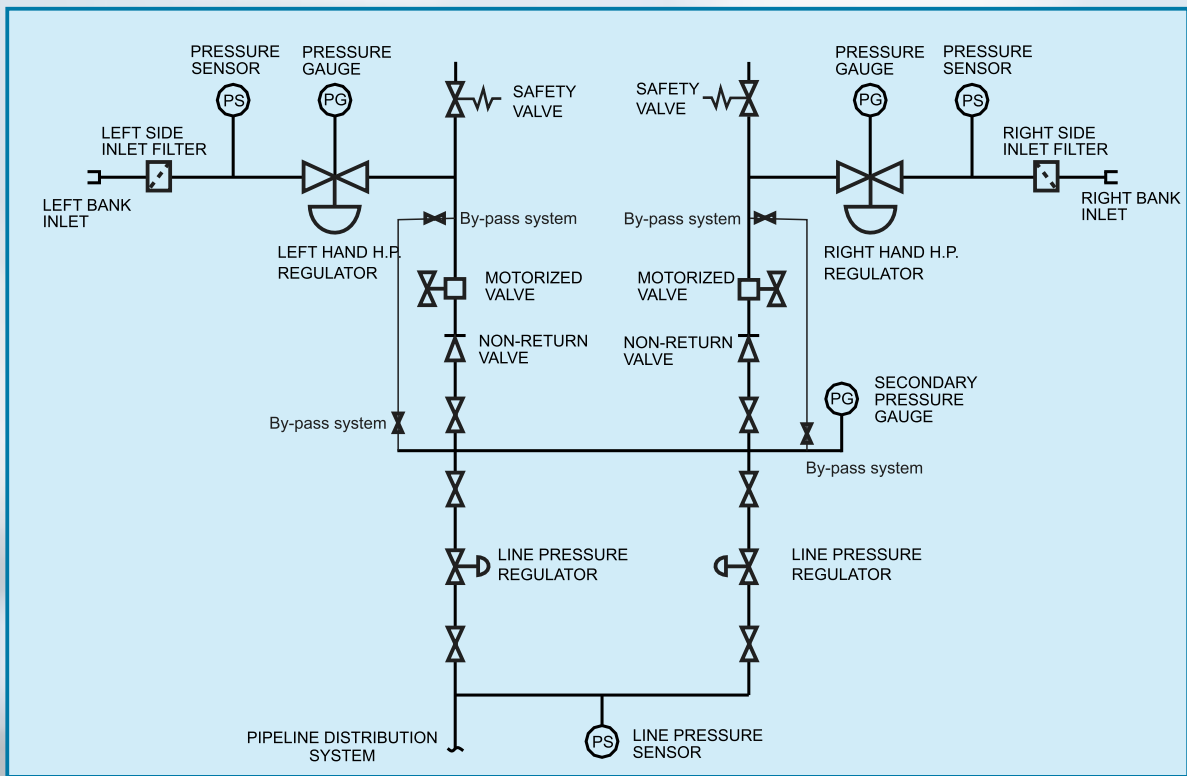 PRESSURE
SENSOR
PRESSURE
GAUGE
PRESSURE
GAUGE
PRESSURE
SENSOR
PS
PG
SAFETY
VALVE
SAFETY
VALVE
PG
PS
LEFT SIDE
INLET FILTER
RIGHT SIDE
INLET FILTER
LEFT BANK
INLET
RIGHT BANK
INLET
By-pass system
By-pass system
LEFT HAND H.P.
REGULATOR
RIGHT HAND H.P.
REGULATOR
MOTORIZED
VALVE
MOTORIZED
VALVE
NON-RETURN
VALVE
NON-RETURN
VALVE
SECONDARY
PRESSURE
GAUGE
PG
By-pass system
By-pass system
LINE PRESSURE
REGULATOR
LINE PRESSURE
REGULATOR
PIPELINE DISTRIBUTION
SYSTEM
PS
LINE PRESSURE
SENSOR